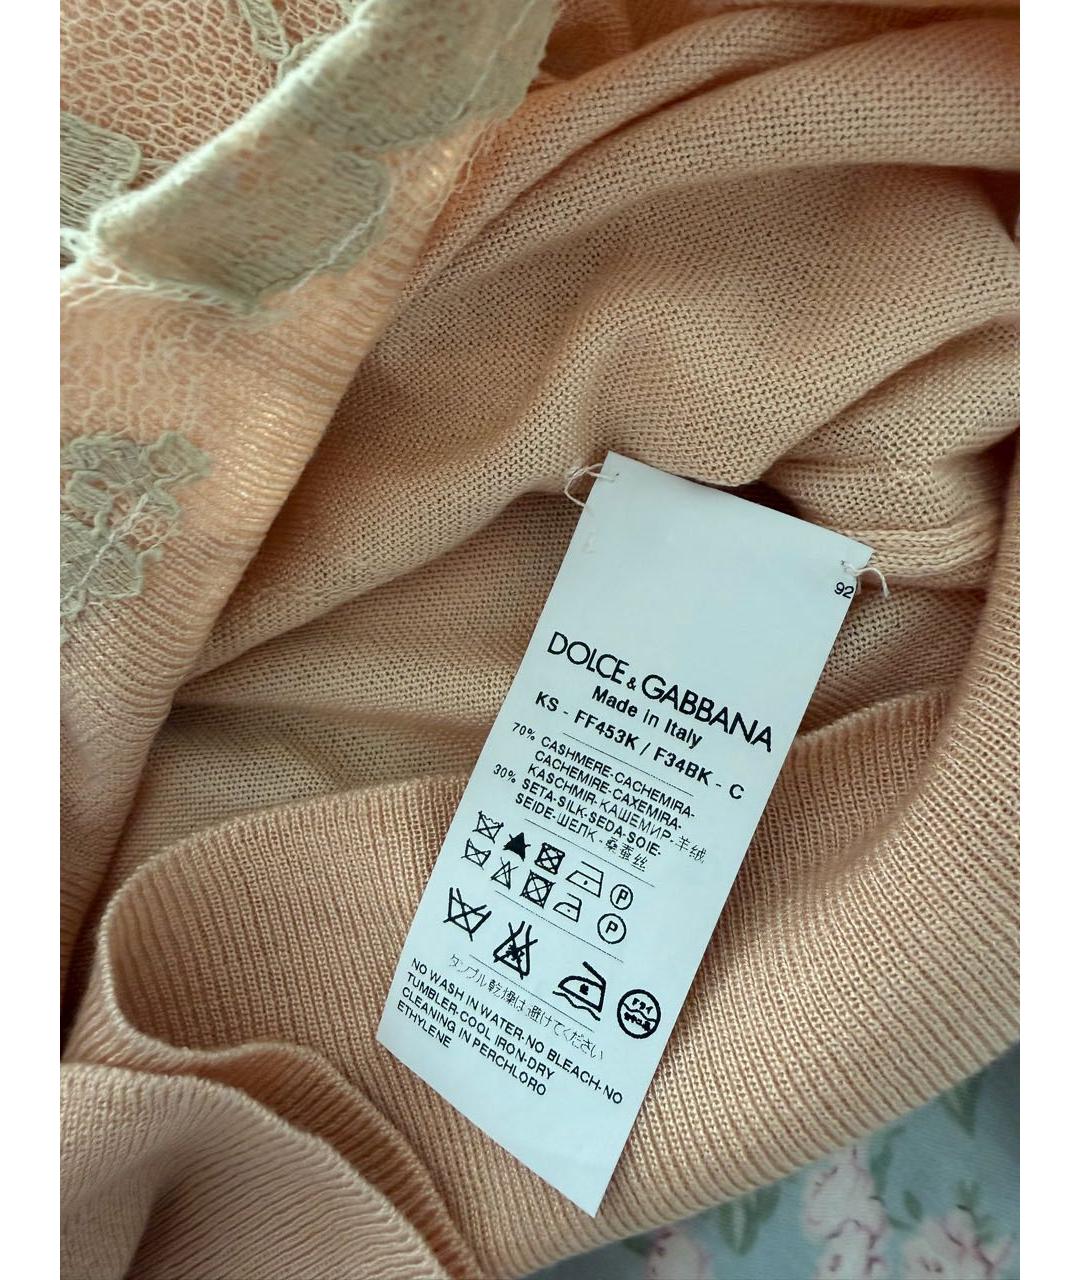 92
DOLCE & GABBANA
Made in Italy
KS - FF453K / F34BK - C
70% CASHMERE-CACHEMIRA-
CACHEMIRE-CAXEMIRA-
KASCHMIR-КАШЕМИР-羊绒
30% SETA-SILK-SEDA-SOIE-
SEIDE-ШЕЛК-桑蚕丝
P
P
ドライ
タンブル乾燥は避けてください
NO WASH IN WATER-NO BLEACH-NO
TUMBLER-COOL IRON-DRY
CLEANING IN PERCHLORO
ETHYLENE